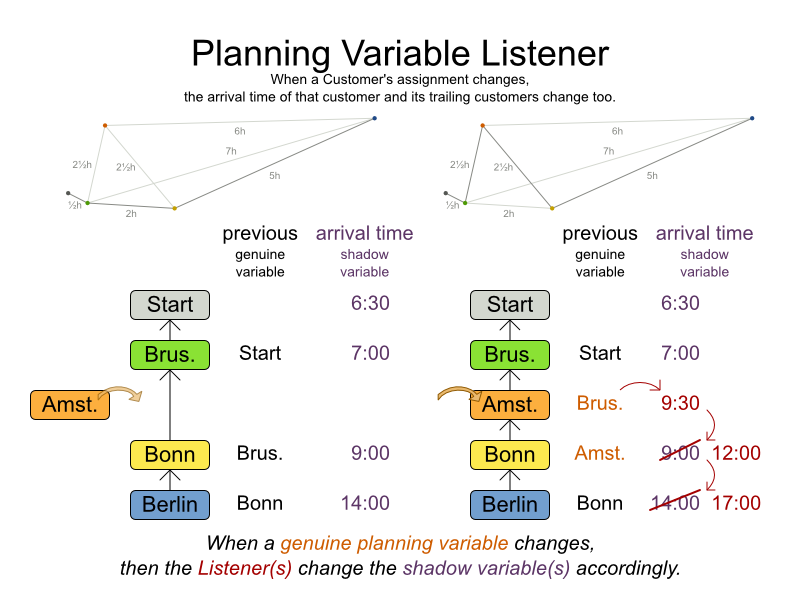 Planning Variable Listener
When a Customer's assignment changes,
the arrival time of that customer and its trailing customers change too.
6h
7h
2½h
2½h
5h
½h
2h
6h
7h
2½h
2½h
5h
½h
2h
previous arrival time
genuine shadow
variable variable
Start 6:30
Brus. Start 7:00
Amst.
Bonn Brus. 9:00
Berlin Bonn 14:00
previous arrival time
genuine shadow
variable variable
Start 6:30
Brus. Start 7:00
Amst. Brus. 9:30
Bonn Amst. 9:00 12:00
Berlin Bonn 14:00 17:00
When a genuine planning variable changes,
then the Listener(s) change the shadow variable(s) accordingly.